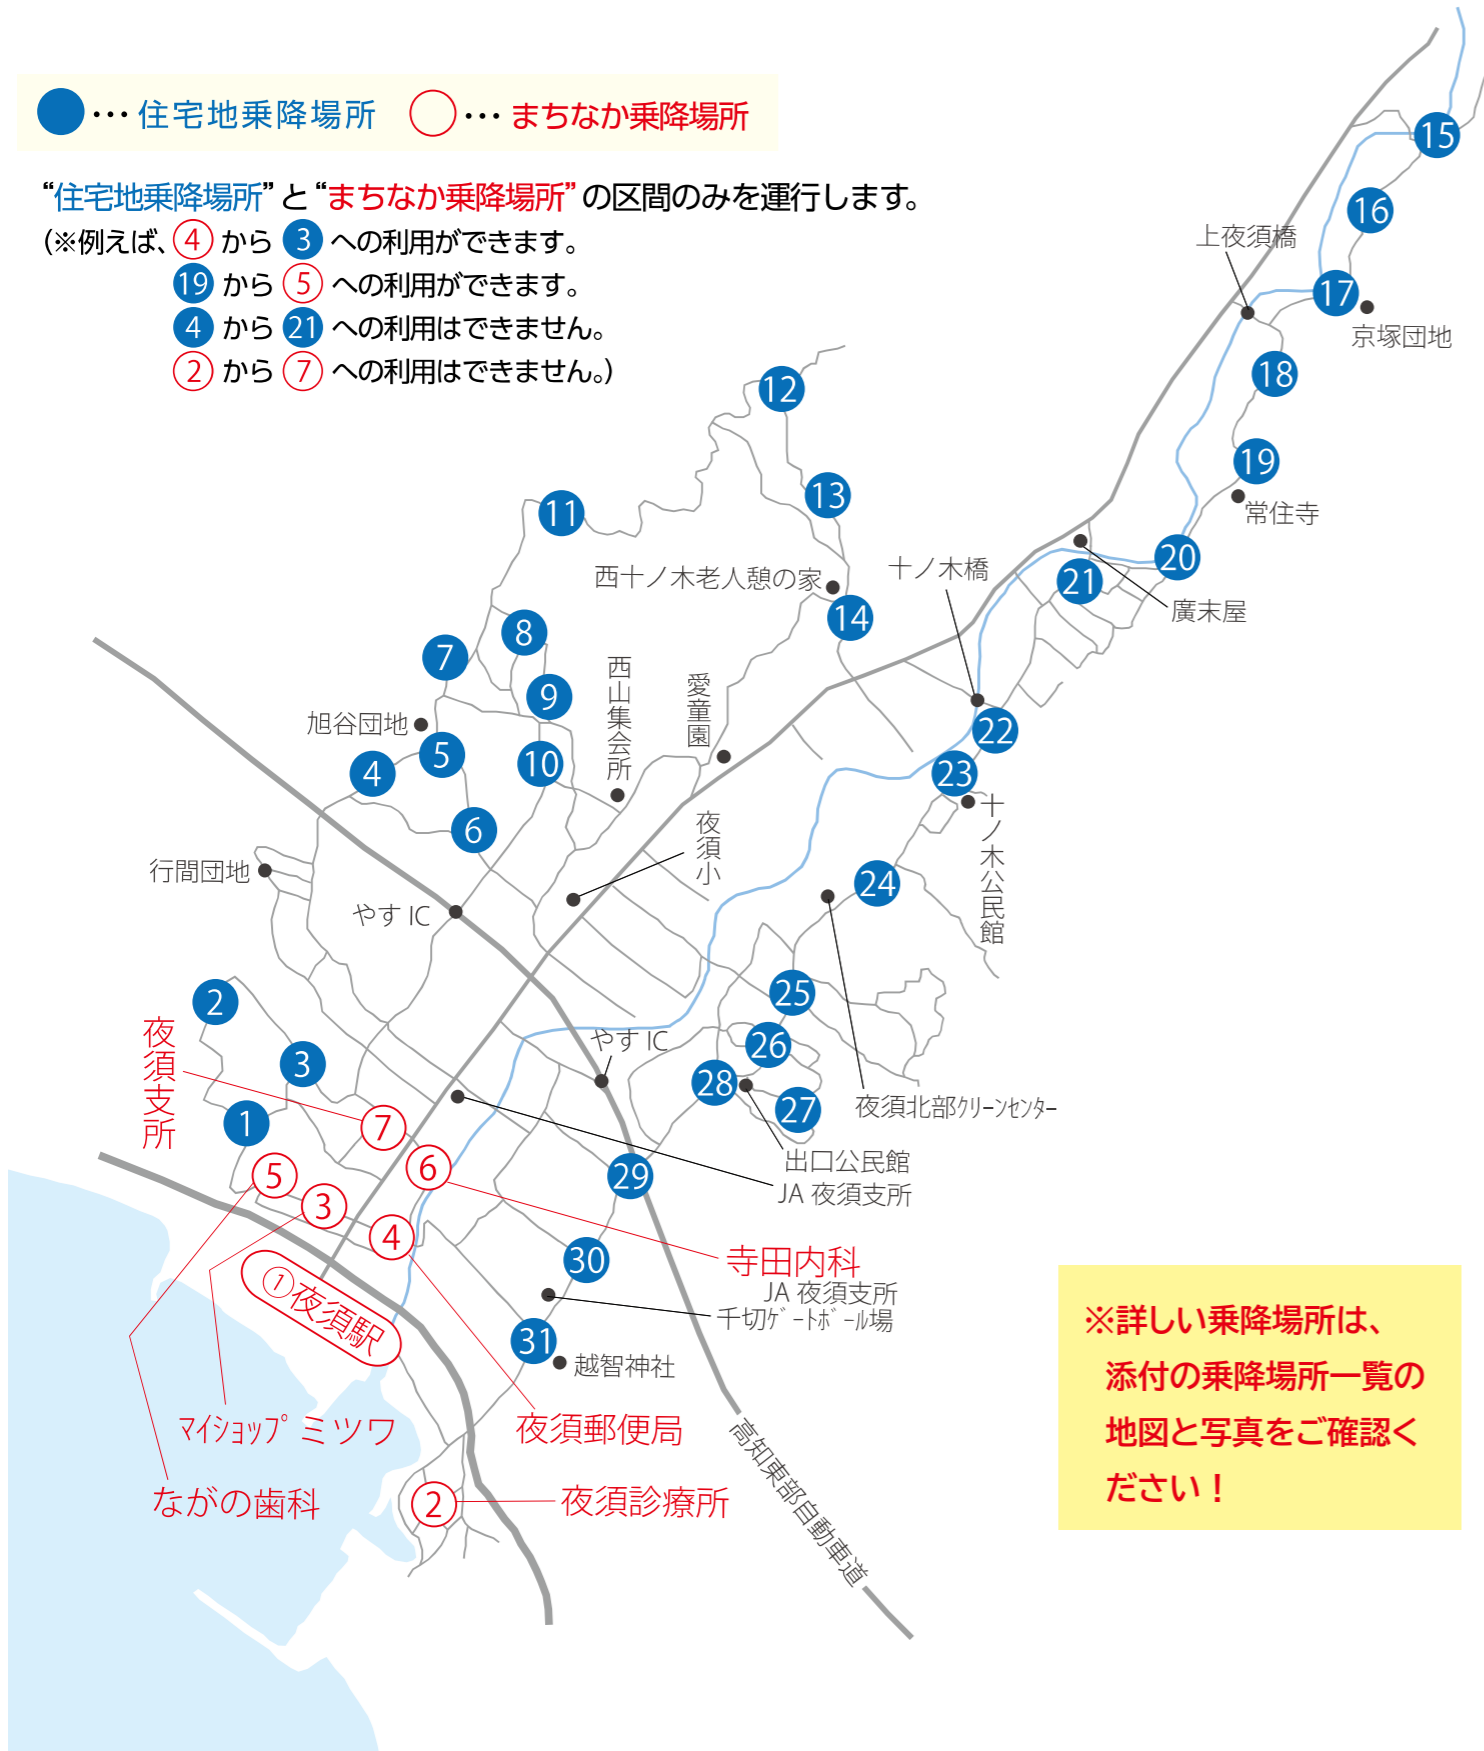 ●… 住宅地乗降場所 ○… まちなか乗降場所
“住宅地乗降場所” と “まちなか乗降場所” の区間のみを運行します。
(※例えば、④ から 3 への利用ができます。
19 から ⑤ への利用ができます。
4 から 21 への利用はできません。
② から ⑦ への利用はできません。)
15
16
上夜須橋
17
京塚団地
18
12
19
13
常住寺
11
20
十ノ木橋
西十ノ木老人憩の家
21
14
廣末屋
8
7
西山集会所
愛童園
9
旭谷団地
22
5
10
4
23
十ノ木公民館
6
夜須小
行間団地
24
やす IC
2
25
夜須支所
やす IC
26
3
28
27
夜須北部クリーンセンター
1
⑦
出口公民館
⑥
29
JA 夜須支所
⑤
③
④
寺田内科
30
JA 夜須支所
①夜須駅
千切ゲートボール場
31
越智神社
マイショップ ミツワ
夜須郵便局
高知東部自動車道
ながの歯科
②
夜須診療所
※詳しい乗降場所は、
添付の乗降場所一覧の
地図と写真をご確認く
ださい！